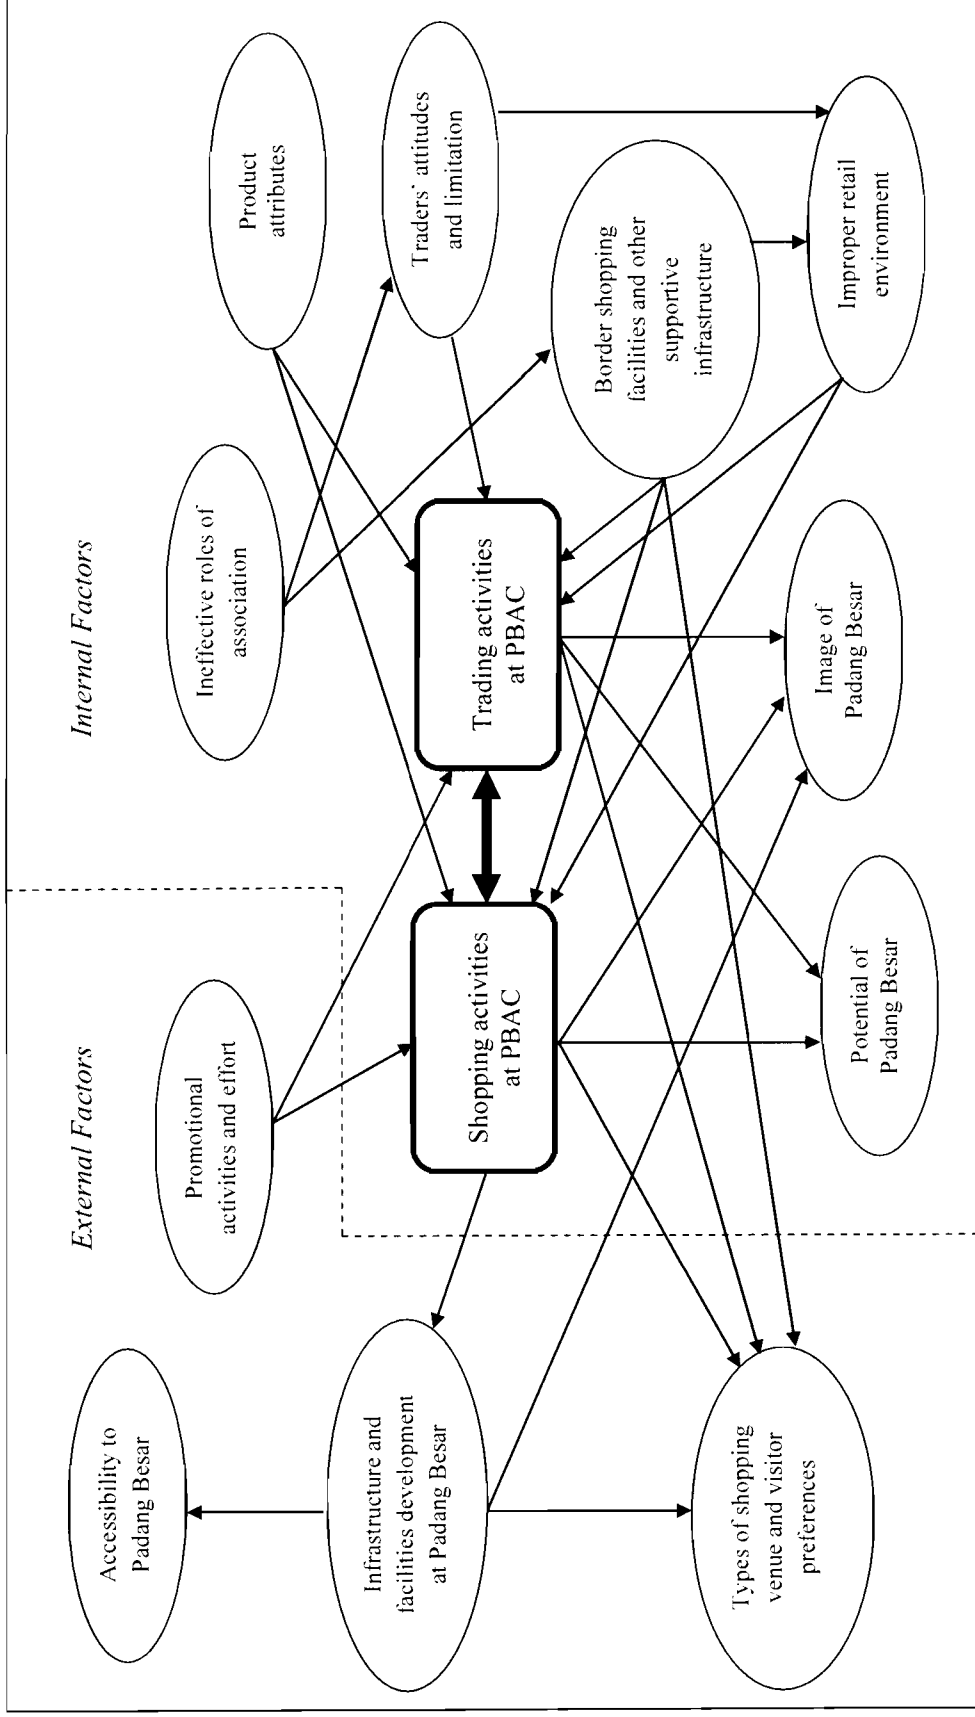 External Factors
Internal Factors
Accessibility to
Padang Besar
Promotional
activities and effort
Ineffective roles of
association
Product
attributes
Infrastructure and
facilities development
at Padang Besar
Shopping activities
at PBAC
Trading activities
at PBAC
Traders' attitudes
and limitation
Border shopping
facilities and other
supportive
infrastructure
Types of shopping
venue and visitor
preferences
Potential of
Padang Besar
Image of
Padang Besar
Improper retail
environment